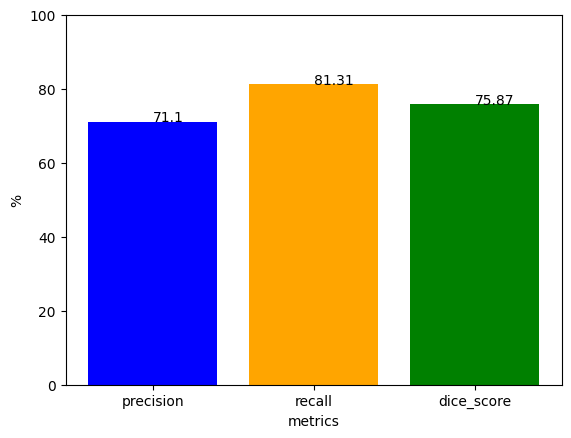 100
80
60
40
20
0
%
71.1
81.31
75.87
precision
recall
dice_score
metrics